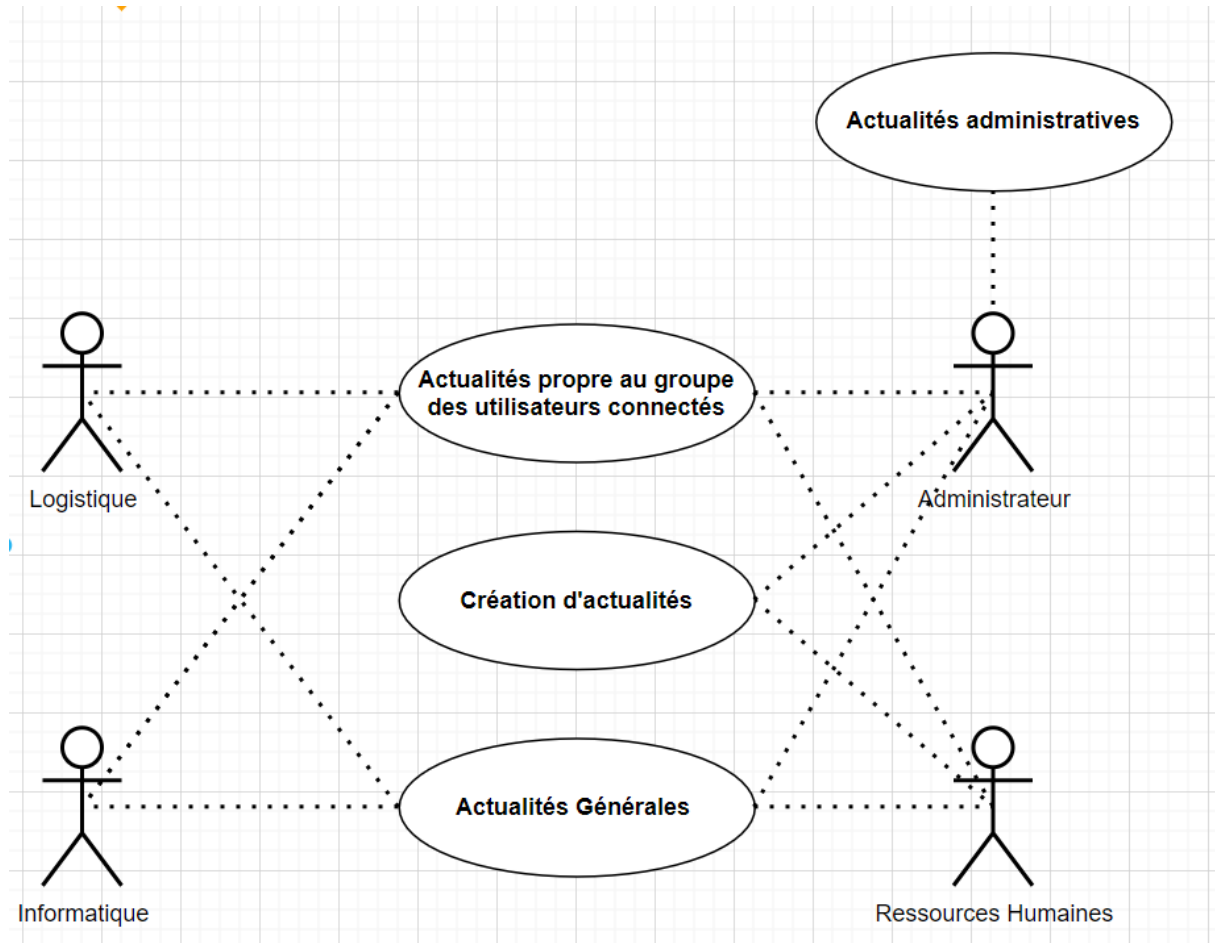 Actualités administratives
Actualités propre au groupe
des utilisateurs connectés
Logistique
Administrateur
Création d'actualités
Actualités Générales
Informatique
Ressources Humaines